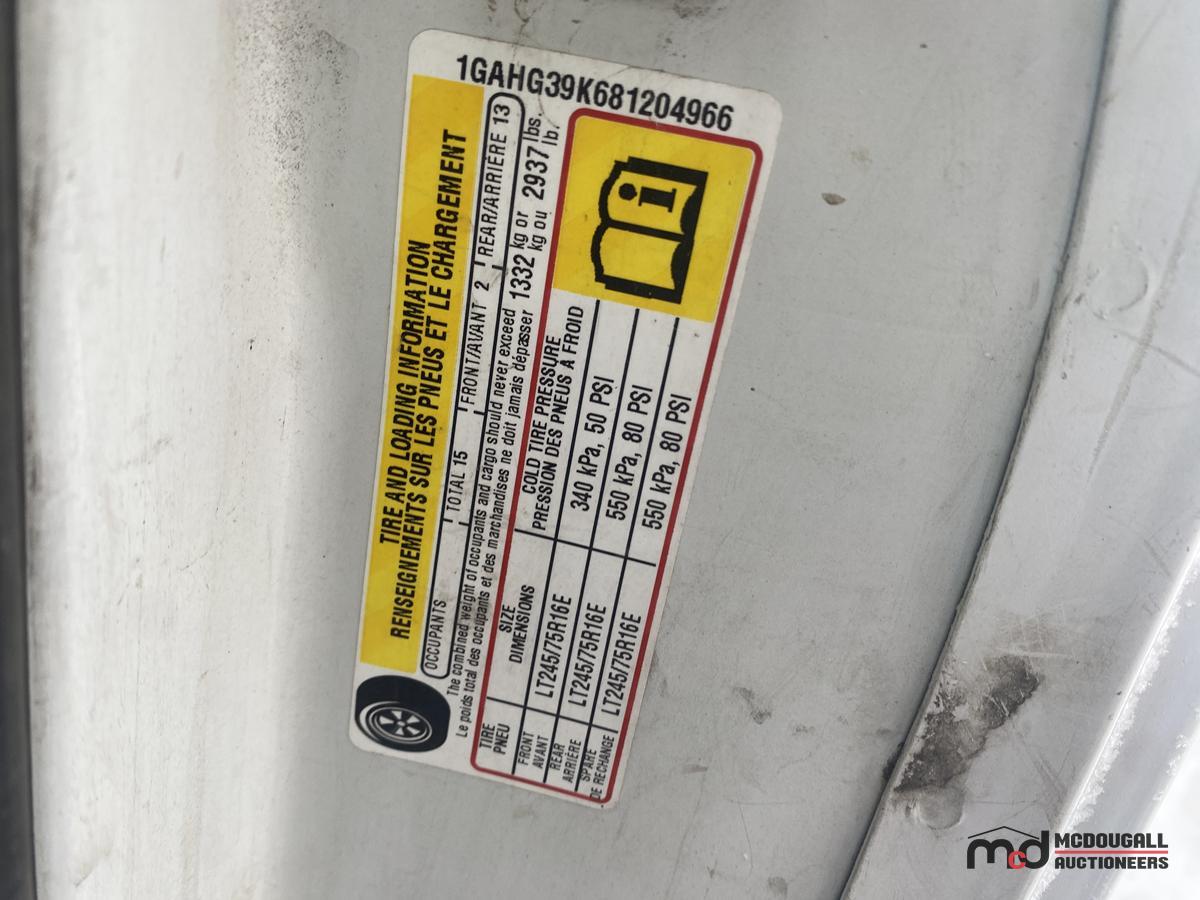 1GAHG39K681204966
TIRE AND LOADING INFORMATION
RENSEIGNEMENTS SUR LES PNEUS ET LE CHARGEMENT
OCCUPANTS TOTAL 15 FRONT/AVANT 2 REAR/ARRIÈRE 13
The combined weight of occupants and cargo should never exceed 1332 kg or 2937 lbs.
Le poids total des occupants et des marchandises ne doit jamais dépasser 1332 kg ou 2937 lb.
TIRE SIZE COLD TIRE PRESSURE
PNEU DIMENSIONS PRESSION DES PNEUS À FROID
FRONT
AVANT LT245/75R16E 340 kPa, 50 PSI
REAR
ARRIÈRE LT245/75R16E 550 kPa, 80 PSI
SPARE
DE RECHANGE LT245/75R16E 550 kPa, 80 PSI
i
mcd MCDOUGALL
AUCTIONEERS